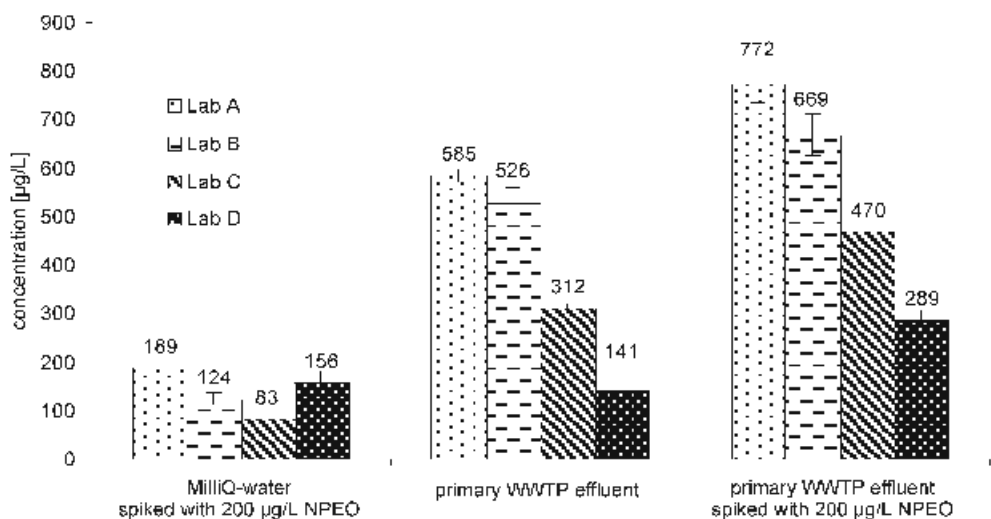 concentration [µg/L]
900
800
700
600
500
400
300
200
100
0
Lab A
Lab B
Lab C
Lab D
189
124
83
156
585
526
312
141
772
669
470
289
MilliQ-water
spiked with 200 µg/L NPEO
primary WWTP effluent
primary WWTP effluent
spiked with 200 µg/L NPEO